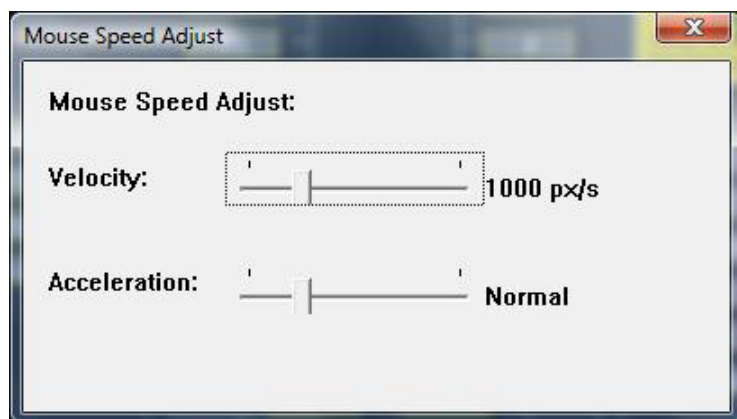 Mouse Speed Adjust
Mouse Speed Adjust:
Velocity: 1000 px/s
Acceleration: Normal